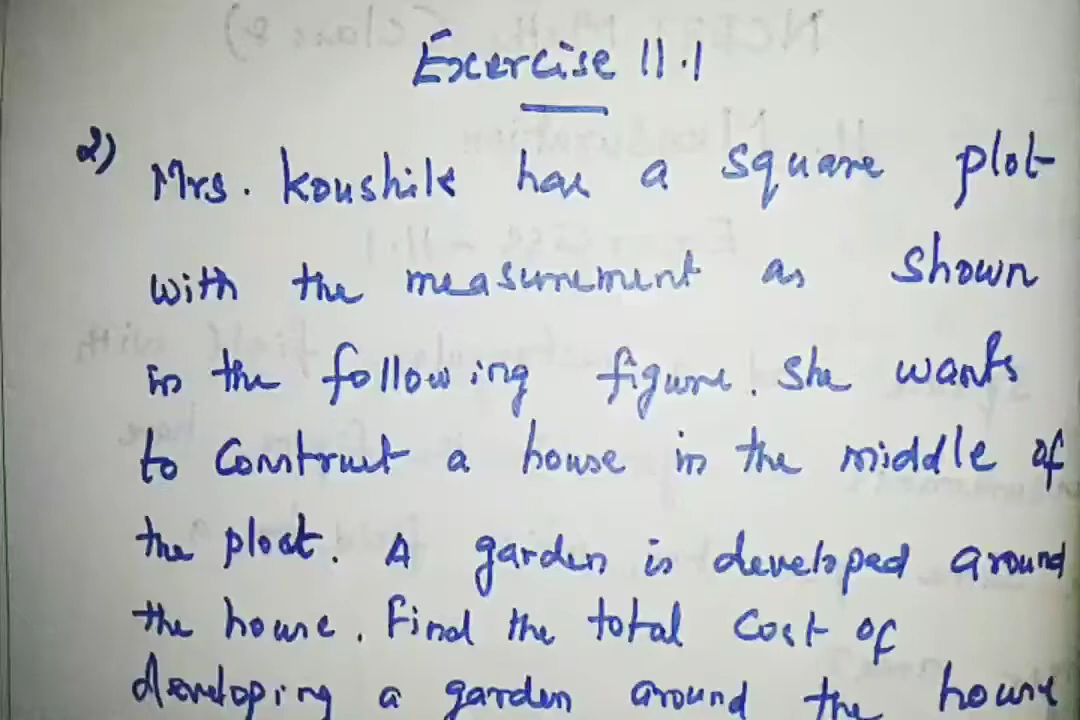 Exercise 11.1
2) Mrs. Koushik has a square plot
with the measurement as shown
in the following figure. She wants
to construct a house in the middle of
the ploat. A garden is developed around
the house. Find the total cost of
developing a garden around the house